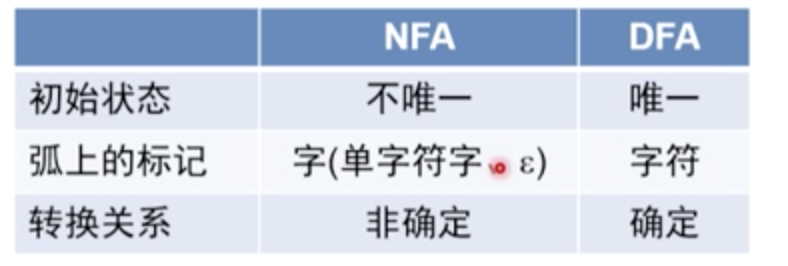 NFA DFA
初始状态 不唯一 唯一
弧上的标记 字(单字符字、ε) 字符
转换关系 非确定 确定